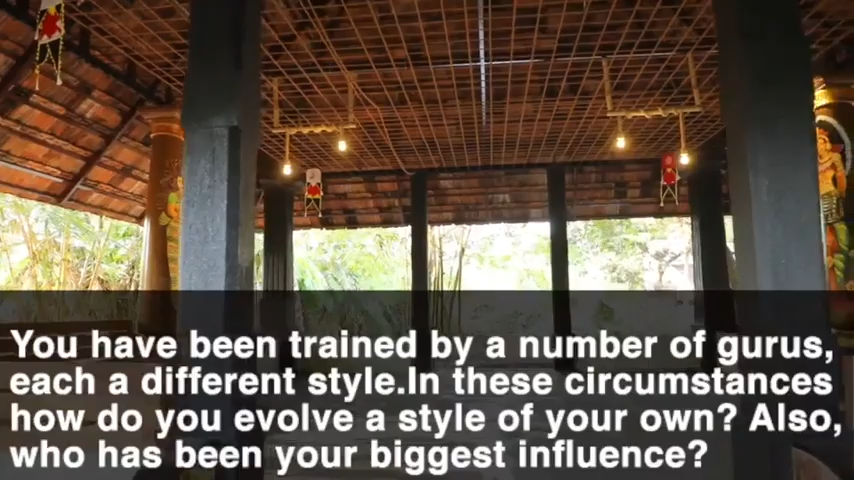 You have been trained by a number of gurus,
each a different style.In these circumstances
how do you evolve a style of your own? Also,
who has been your biggest influence?